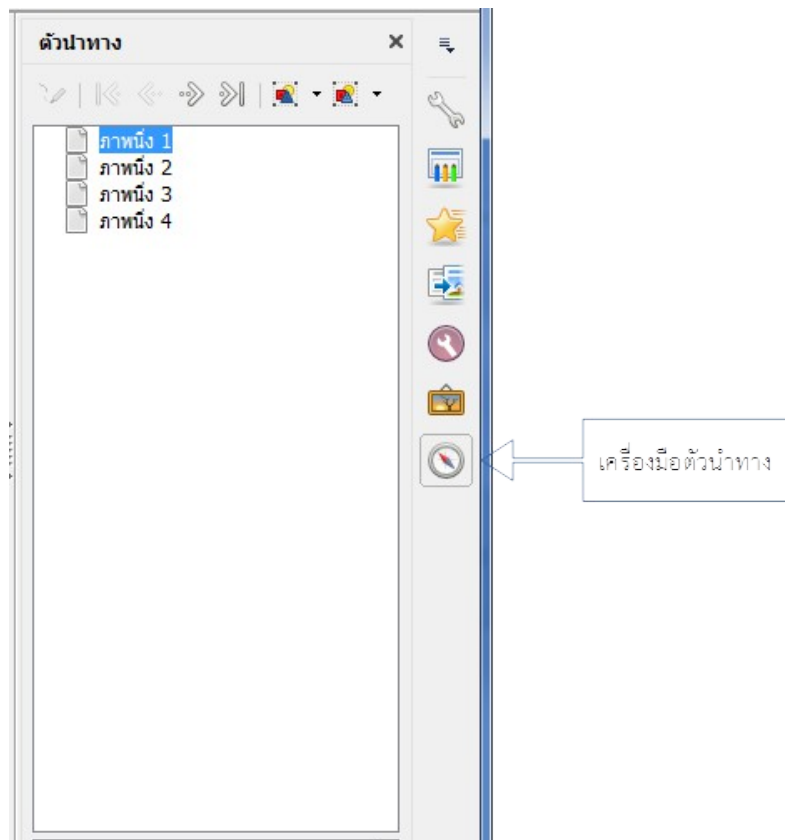 ตัวนำทาง
ภาพนิ่ง 1
ภาพนิ่ง 2
ภาพนิ่ง 3
ภาพนิ่ง 4
เครื่องมือตัวนำทาง